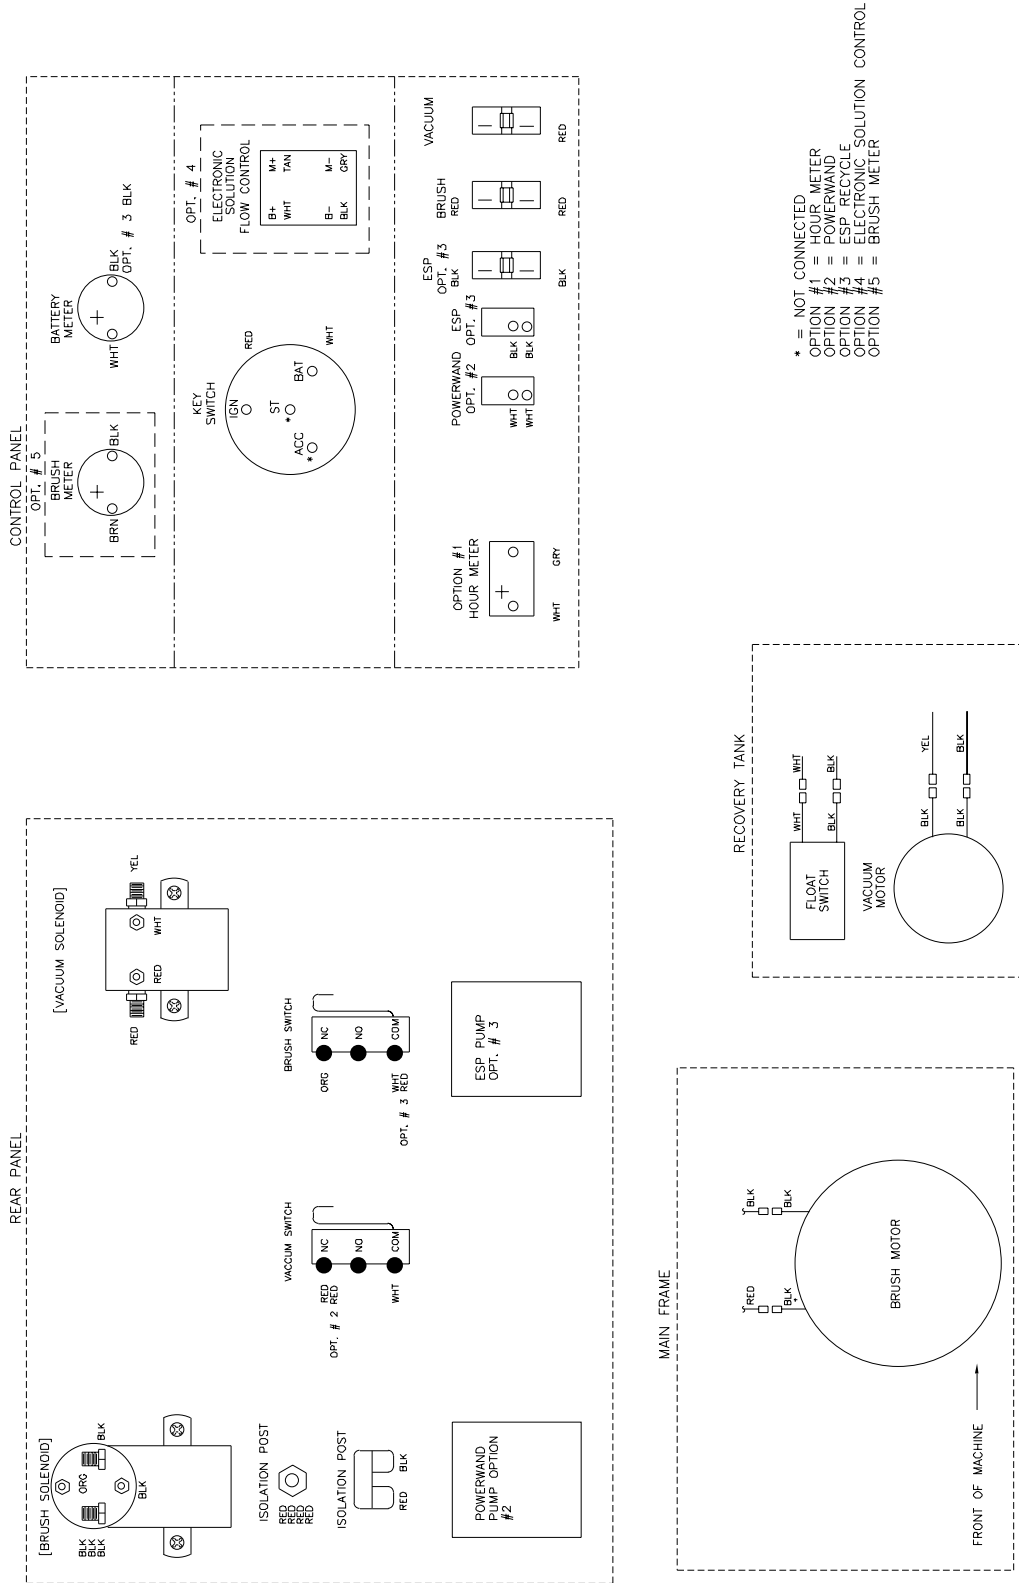 CONTROL PANEL
OPT. # 5
BRUSH
METER
BRN
BLK
BATTERY
METER
WHT
BLK
OPT. # 3 BLK
KEY
SWITCH
IGN
RED
ST
*
ACC
*
BAT
WHT
OPT. # 4
ELECTRONIC
SOLUTION
FLOW CONTROL
B+ M+
WHT TAN
B- M-
BLK GRY
OPTION #1
HOUR METER
WHT GRY
POWERWAND
OPT. #2
WHT
WHT
ESP
OPT. #3
BLK
BLK
ESP
OPT. #3
BLK
BLK
BRUSH
RED
RED
VACUUM
RED
REAR PANEL
[BRUSH SOLENOID]
BLK
BLK
BLK
ORG
BLK
BLK
[VACUUM SOLENOID]
RED
RED
WHT
YEL
ISOLATION POST
RED
RED
RED
RED
ISOLATION POST
RED BLK
VACCUM SWITCH
RED
OPT. # 2 RED
NC
NO
WHT
COM
BRUSH SWITCH
ORG
NC
NO
WHT
OPT. # 3 RED
COM
POWERWAND
PUMP OPTION
#2
ESP PUMP
OPT. # 3
* = NOT CONNECTED
OPTION #1 = HOUR METER
OPTION #2 = POWERWAND
OPTION #3 = ESP RECYCLE
OPTION #4 = ELECTRONIC SOLUTION CONTROL
OPTION #5 = BRUSH METER
MAIN FRAME
RED BLK
BLK BLK
*
BRUSH MOTOR
FRONT OF MACHINE
RECOVERY TANK
FLOAT
SWITCH
WHT WHT
BLK BLK
VACUUM
MOTOR
BLK YEL
BLK BLK